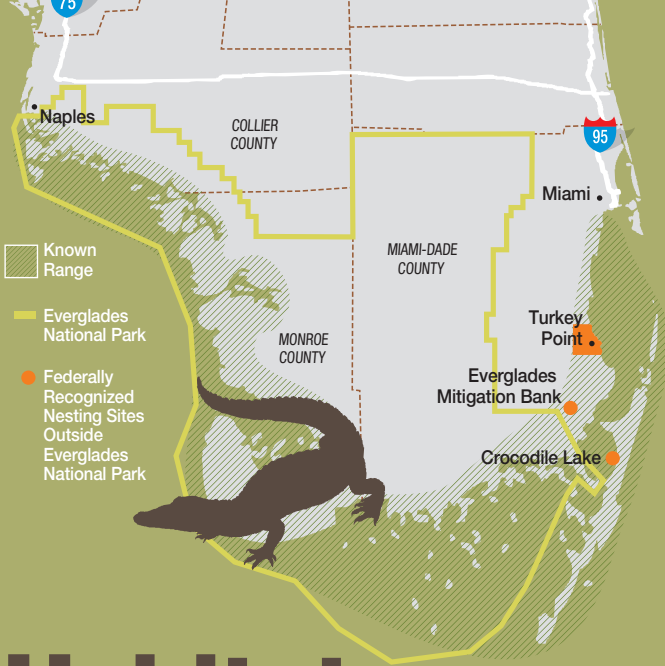 75
Naples
COLLIER
COUNTY
95
Miami
MIAMI-DADE
COUNTY
Known
Range
Everglades
National Park
MONROE
COUNTY
Turkey
Point
Federally
Recognized
Nesting Sites
Outside
Everglades
National Park
Everglades
Mitigation Bank
Crocodile Lake